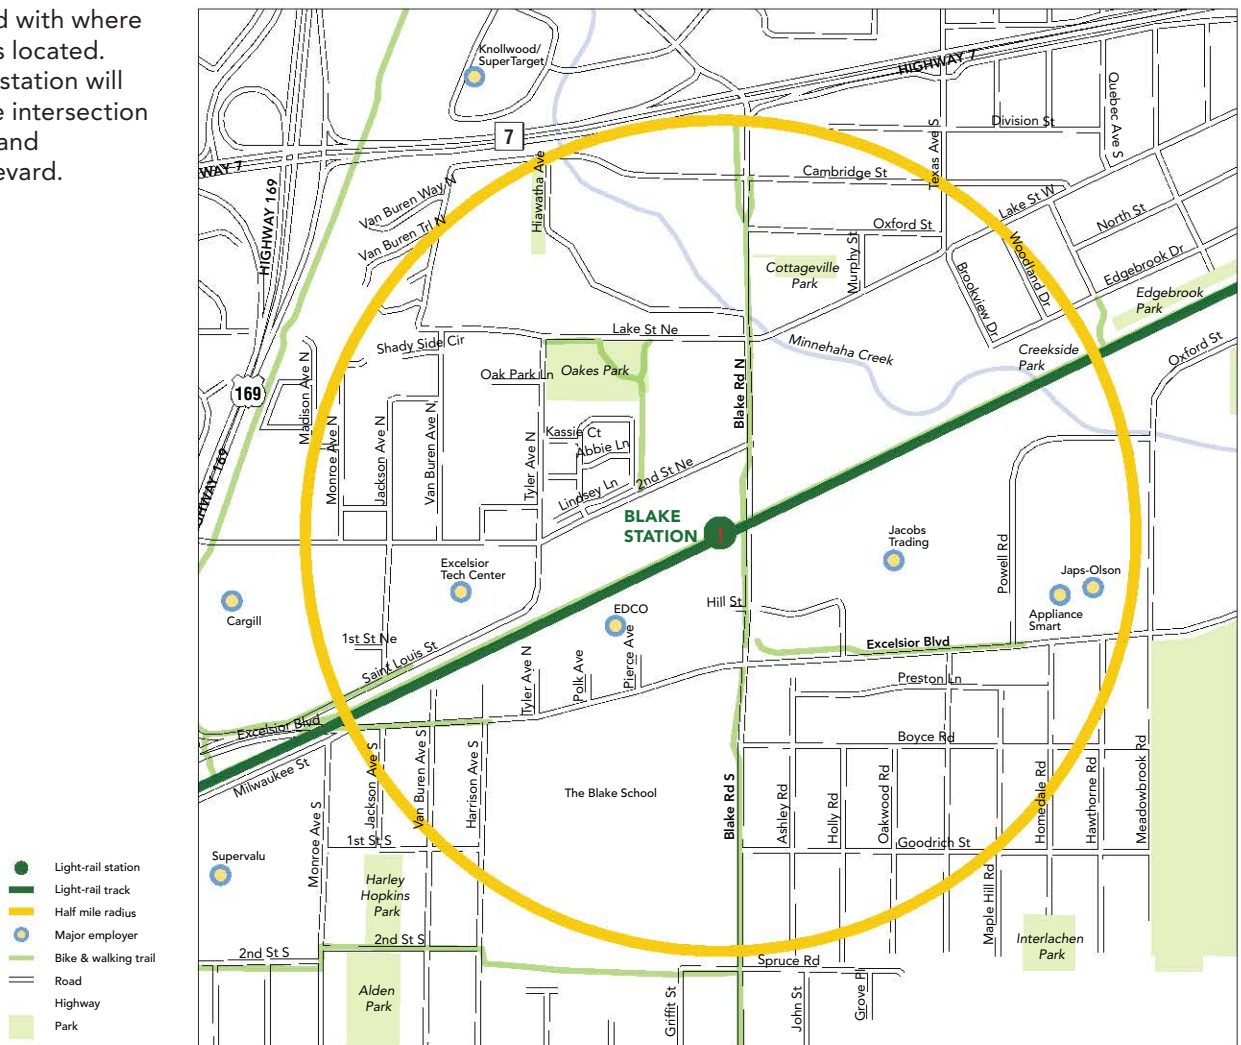 d with where
s located.
station will
e intersection
and
evard.
Knollwood/
SuperTarget
HIGHWAY 7
7
WAY 7
Division St
Quebec Ave S
Texas Ave S
Cambridge St
Lake St W
North St
Oxford St
Murphy St
Edgebrook Dr
Woodland Dr
Brookview Dr
Edgebrook
Park
Cottageville
Park
HIGHWAY 169
Van Buren Way N
Van Buren Trl N
Hiawatha Ave
Lake St Ne
Shady Side Cir
Minnehaha Creek
Creekside
Park
Oxford St
Oak Park Ln
Oakes Park
Blake Rd N
169
Madison Ave N
Monroe Ave N
Jackson Ave N
Van Buren Ave N
Tyler Ave N
Kassie Ct
Abbie Ln
Lindsey Ln
2nd St Ne
GHWAY 169
BLAKE
STATION
!
Jacobs
Trading
Powell Rd
Japs-Olson
Appliance
Smart
Excelsior
Tech Center
Cargill
EDCO
Hill St
Excelsior Blvd
1st St Ne
Saint Louis St
Tyler Ave N
Polk Ave
Pierce Ave
Preston Ln
Excelsior Blvd
Milwaukee St
Boyce Rd
Jackson Ave S
Van Buren Ave S
Harrison Ave S
Monroe Ave S
The Blake School
Blake Rd S
Ashley Rd
Holly Rd
Oakwood Rd
Homedale Rd
Hawthorne Rd
Meadowbrook Rd
1st St S
Goodrich St
Supervalu
Harley
Hopkins
Park
Maple Hill Rd
Interlachen
Park
2nd St S
2nd St S
Spruce Rd
Alden
Park
Griffit St
John St
Grove Pl
Light-rail station
Light-rail track
Half mile radius
Major employer
Bike & walking trail
Road
Highway
Park